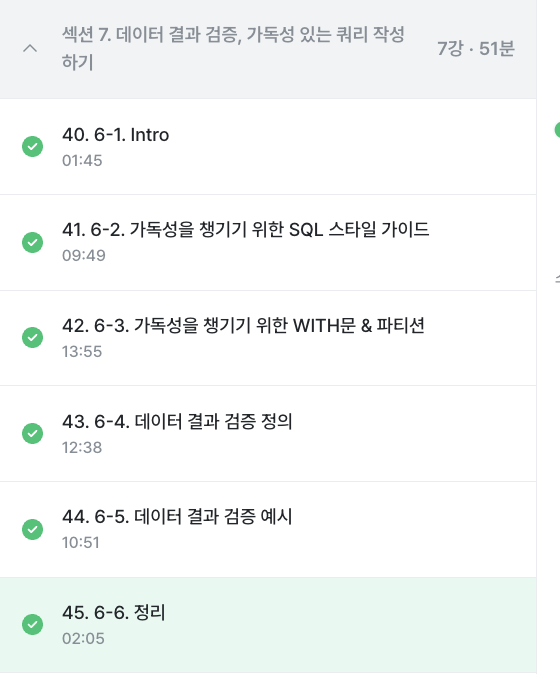 섹션 7. 데이터 결과 검증, 가독성 있는 쿼리 작성
하기
7강 · 51분
40. 6-1. Intro
01:45
41. 6-2. 가독성을 챙기기 위한 SQL 스타일 가이드
09:49
42. 6-3. 가독성을 챙기기 위한 WITH문 & 파티션
13:55
43. 6-4. 데이터 결과 검증 정의
12:38
44. 6-5. 데이터 결과 검증 예시
10:51
45. 6-6. 정리
02:05